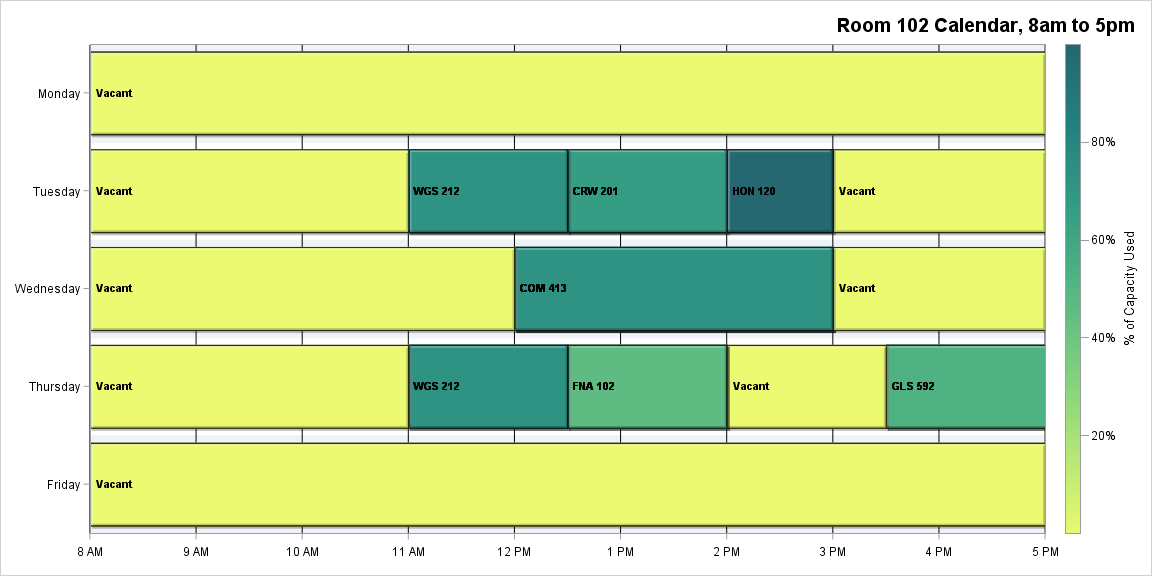 Room 102 Calendar, 8am to 5pm
Monday
Vacant
Tuesday
Vacant
WGS 212
CRW 201
HON 120
Vacant
Wednesday
Vacant
COM 413
Vacant
Thursday
Vacant
WGS 212
FNA 102
Vacant
GLS 592
Friday
Vacant
8 AM
9 AM
10 AM
11 AM
12 PM
1 PM
2 PM
3 PM
4 PM
5 PM
80%
60%
40%
20%
% of Capacity Used